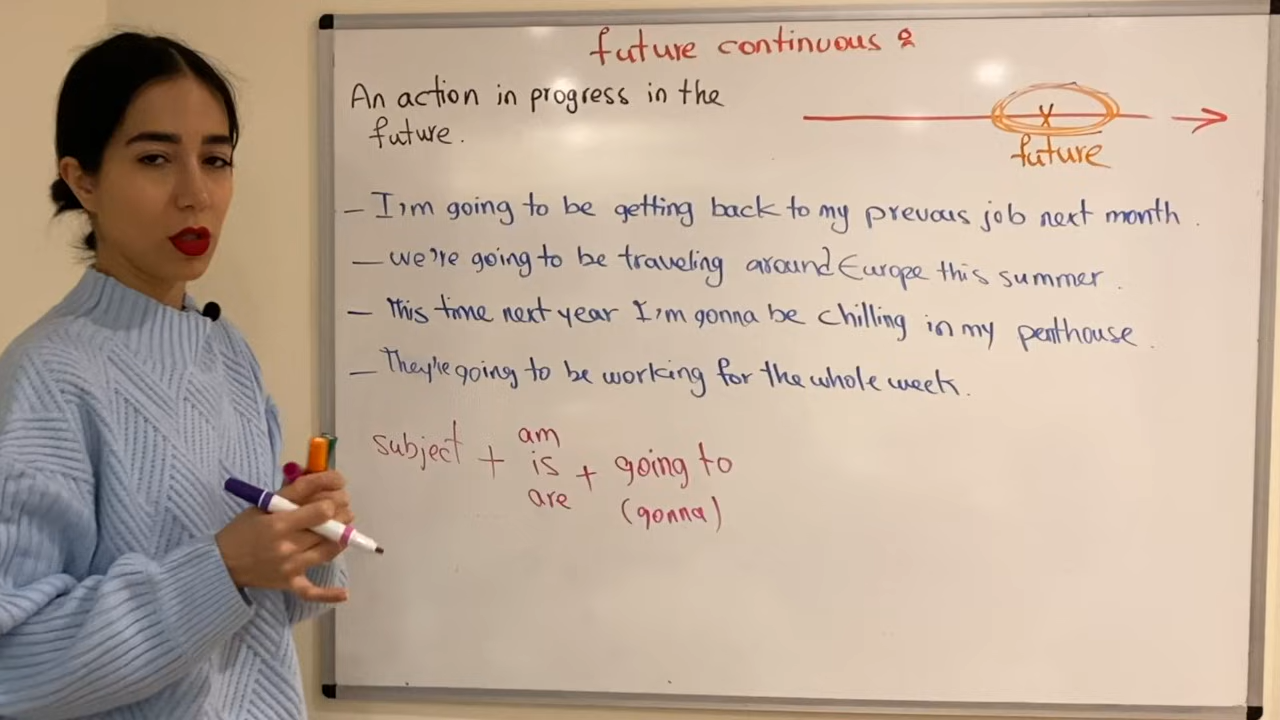 future continuous :
An action in progress in the
future.
x
future
- I'm going to be getting back to my prevous job next month.
- we're going to be traveling around Europe this summer.
- This time next year I'm gonna be chilling in my penthouse.
- They're going to be working for the whole week.
subject + am is are + going to
(gonna)